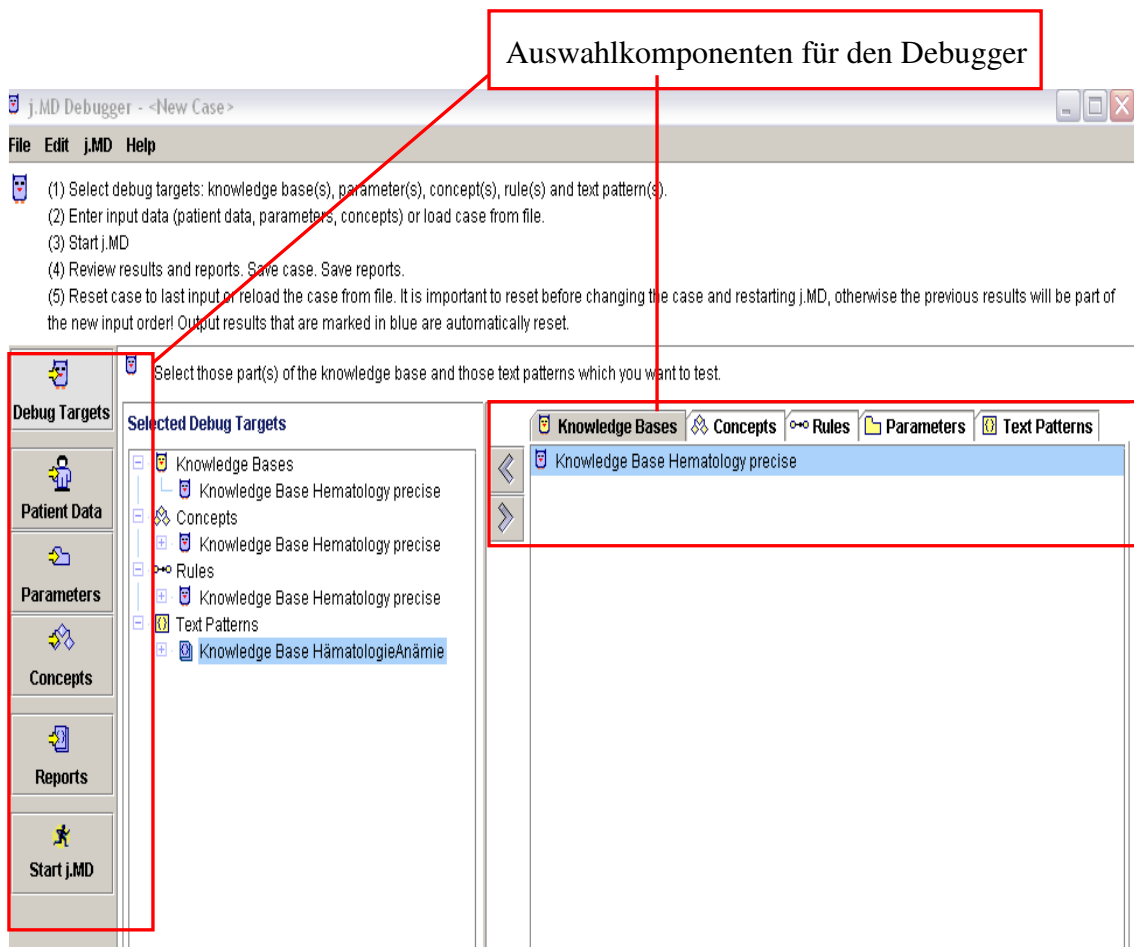 Auswahlkomponenten für den Debugger
j.MD Debugger - <New Case>
File Edit j.MD Help
(1) Select debug targets: knowledge base(s), parameter(s), concept(s), rule(s) and text pattern(s).
(2) Enter input data (patient data, parameters, concepts) or load case from file.
(3) Start j.MD
(4) Review results and reports. Save case. Save reports.
(5) Reset case to last input or reload the case from file. It is important to reset before changing the case and restarting j.MD, otherwise the previous results will be part of
the new input order! Output results that are marked in blue are automatically reset.
Debug Targets
Patient Data
Parameters
Concepts
Reports
Start j.MD
Select those part(s) of the knowledge base and those text patterns which you want to test.
Selected Debug Targets
Knowledge Bases
Knowledge Base Hematology precise
Concepts
Knowledge Base Hematology precise
Rules
Knowledge Base Hematology precise
Text Patterns
Knowledge Base HämatologieAnämie
Knowledge Bases Concepts Rules Parameters Text Patterns
Knowledge Base Hematology precise